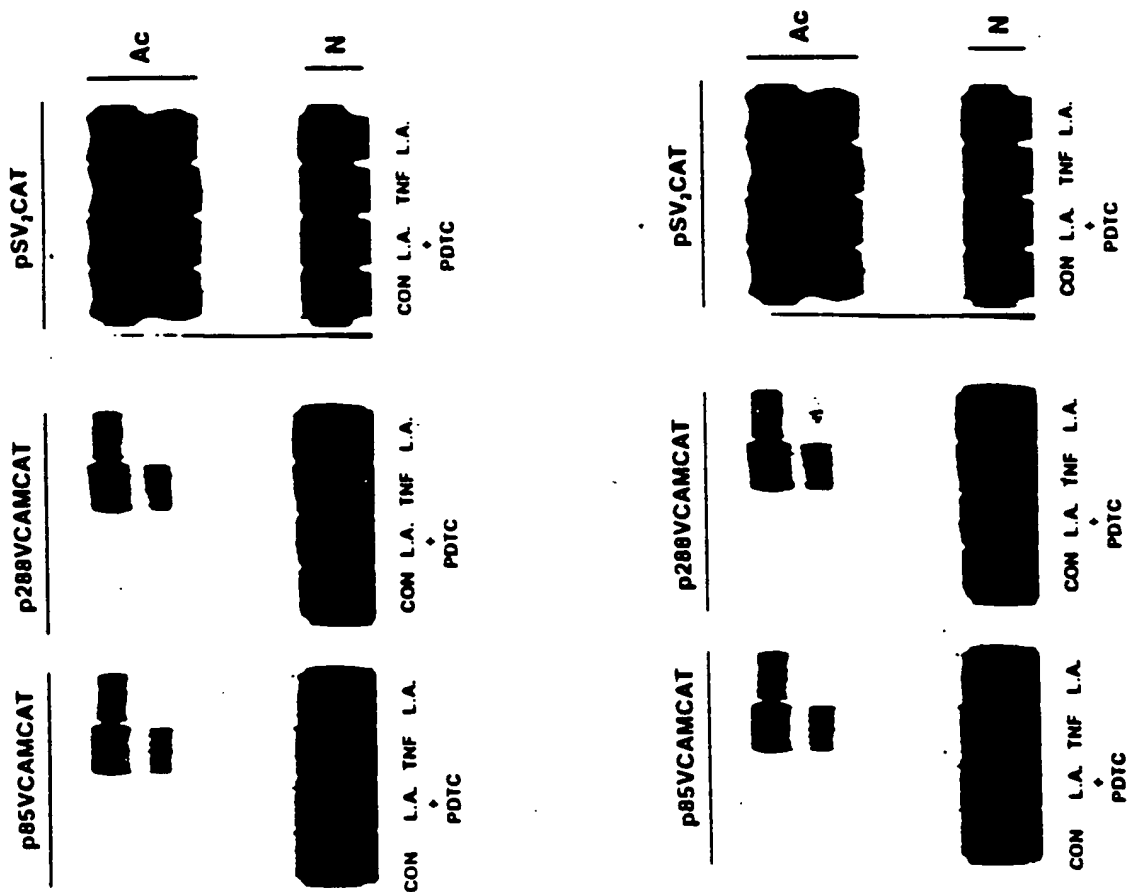 pSV₂CAT
Ac
N
CON L.A. TNF L.A.
+
PDTC
p288VCAMCAT
CON L.A. TNF L.A.
+
PDTC
p85VCAMCAT
CON L.A. TNF L.A.
+
PDTC
pSV₂CAT
Ac
N
CON L.A. TNF L.A.
+
PDTC
p288VCAMCAT
CON L.A. TNF L.A.
+
PDTC
p85VCAMCAT
CON L.A. TNF L.A.
+
PDTC